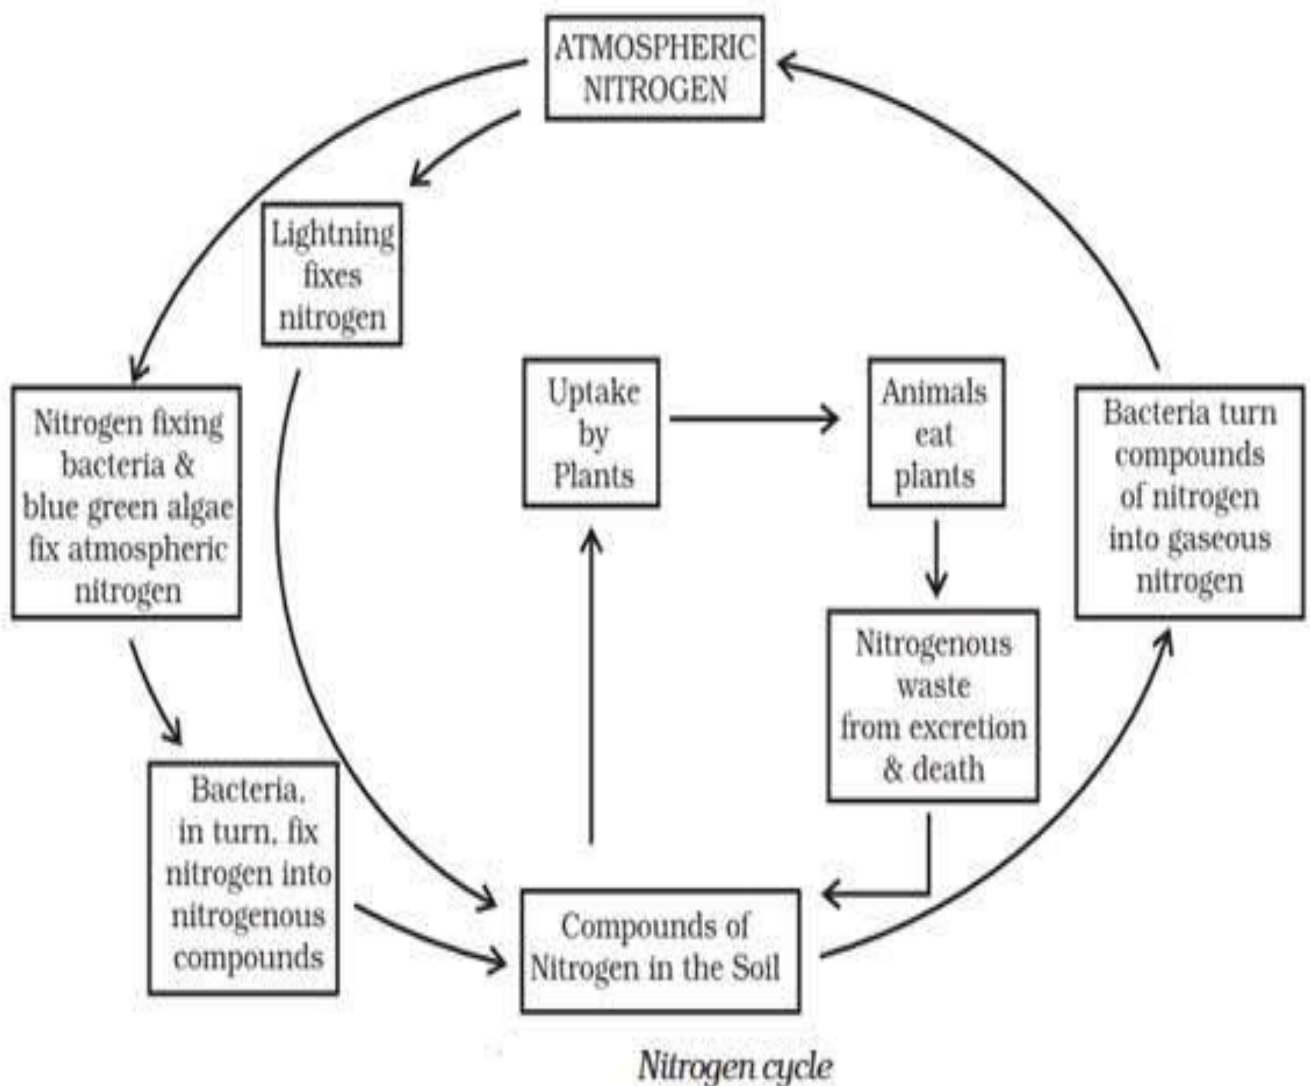 ATMOSPHERIC
NITROGEN
Lightning
fixes
nitrogen
Nitrogen fixing
bacteria &
blue green algae
fix atmospheric
nitrogen
Uptake
by
Plants
Animals
eat
plants
Bacteria turn
compounds
of nitrogen
into gaseous
nitrogen
Nitrogenous
waste
from excretion
& death
Bacteria,
in turn, fix
nitrogen into
nitrogenous
compounds
Compounds of
Nitrogen in the Soil
Nitrogen cycle